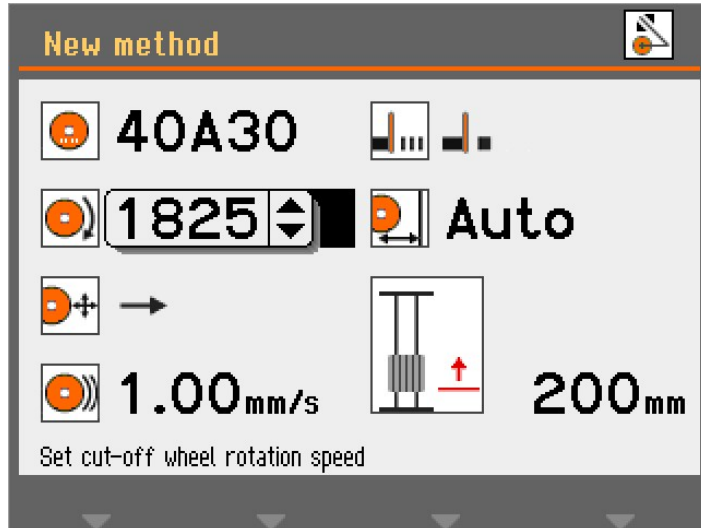 New method
40A30
1825
Auto
1.00mm/s
200mm
Set cut-off wheel rotation speed